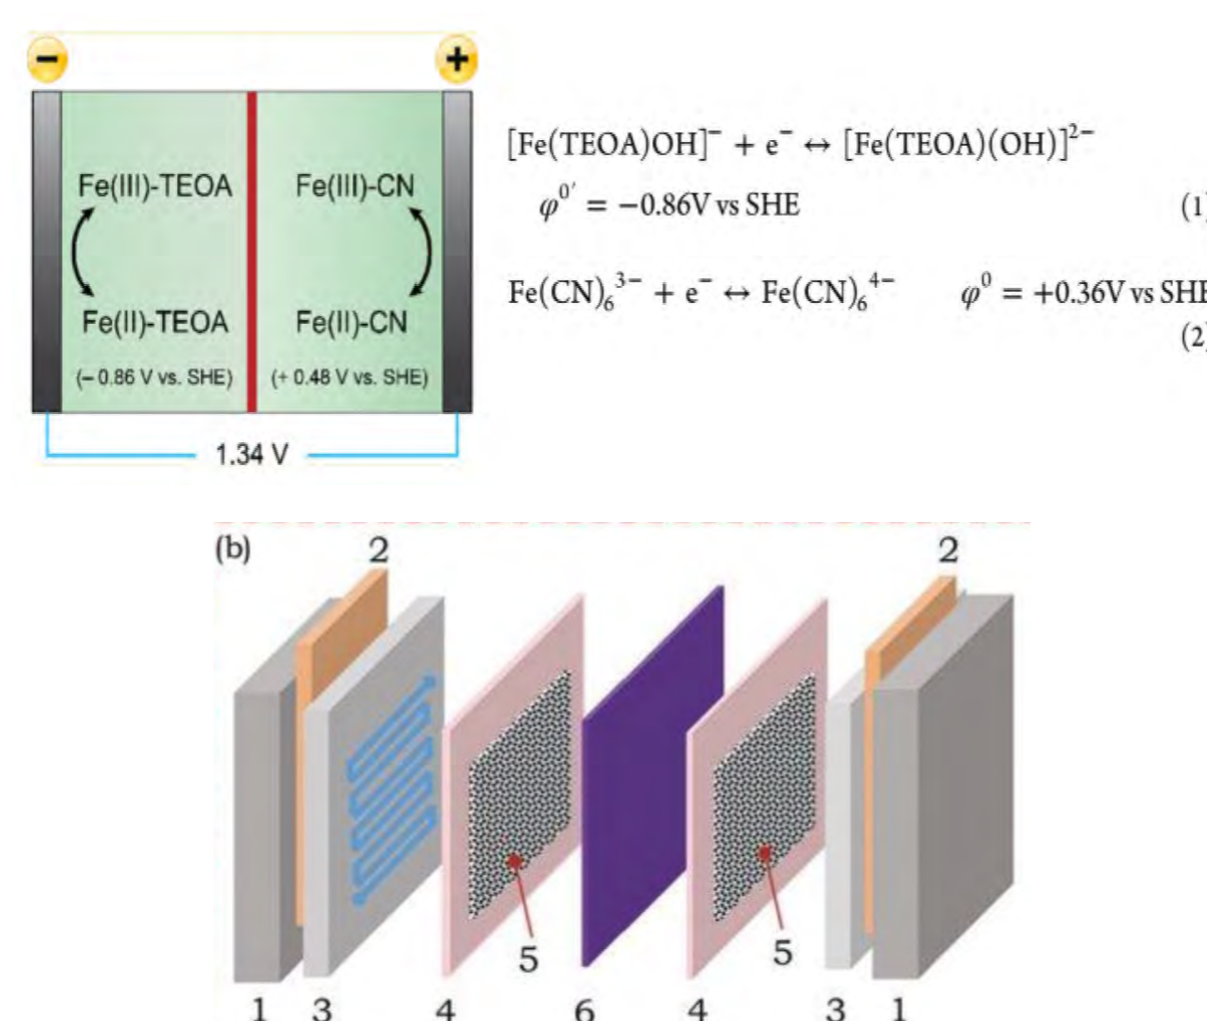 − +
Fe(III)-TEOA Fe(III)-CN
Fe(II)-TEOA Fe(II)-CN
(− 0.86 V vs. SHE) (+ 0.48 V vs. SHE)
1.34 V
[Fe(TEOA)OH]⁻ + e⁻ ↔ [Fe(TEOA)(OH)]²⁻
φ⁰′ = −0.86V vs SHE (1)
Fe(CN)₆³⁻ + e⁻ ↔ Fe(CN)₆⁴⁻ φ⁰ = +0.36V vs SHE
(2)
(b)
2 2
5 5
1 3 4 6 4 3 1